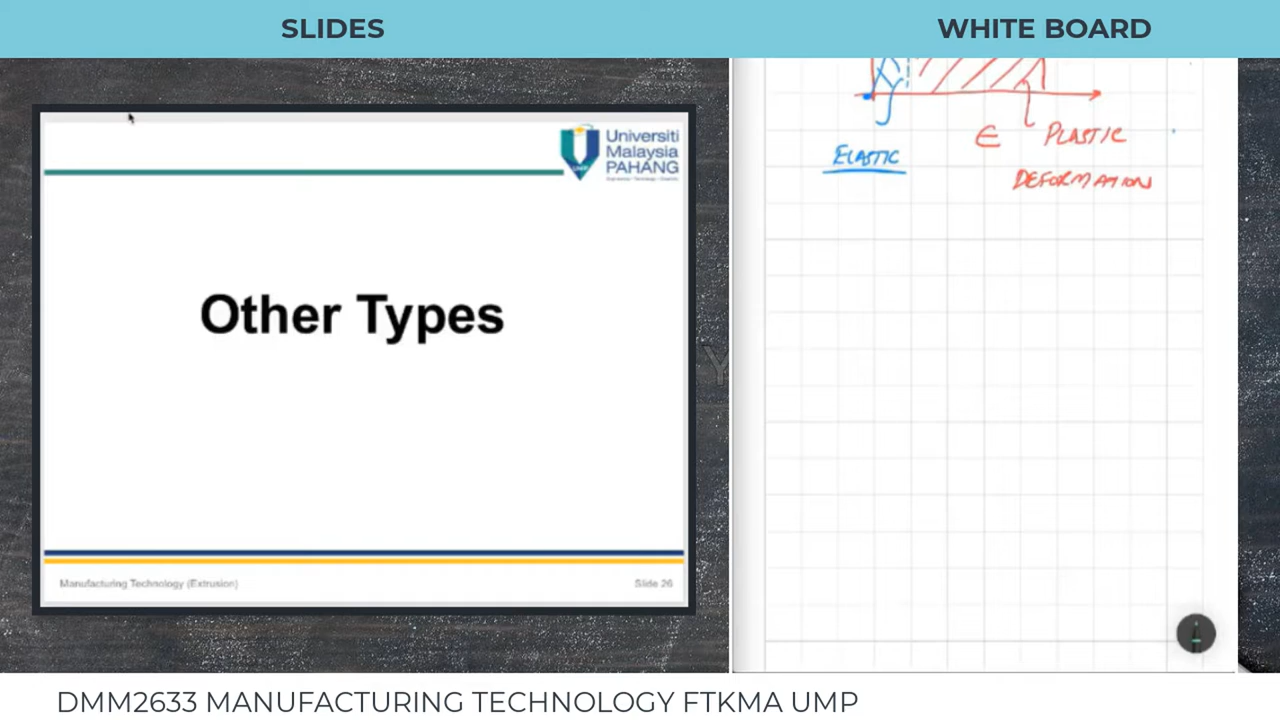 SLIDES
WHITE BOARD
Universiti
Malaysia
PAHANG
Other Types
Manufacturing Technology (Extrusion)
Slide 26
ELASTIC
∈ PLASTIC
DEFORMATION
DMM2633 MANUFACTURING TECHNOLOGY FTKMA UMP